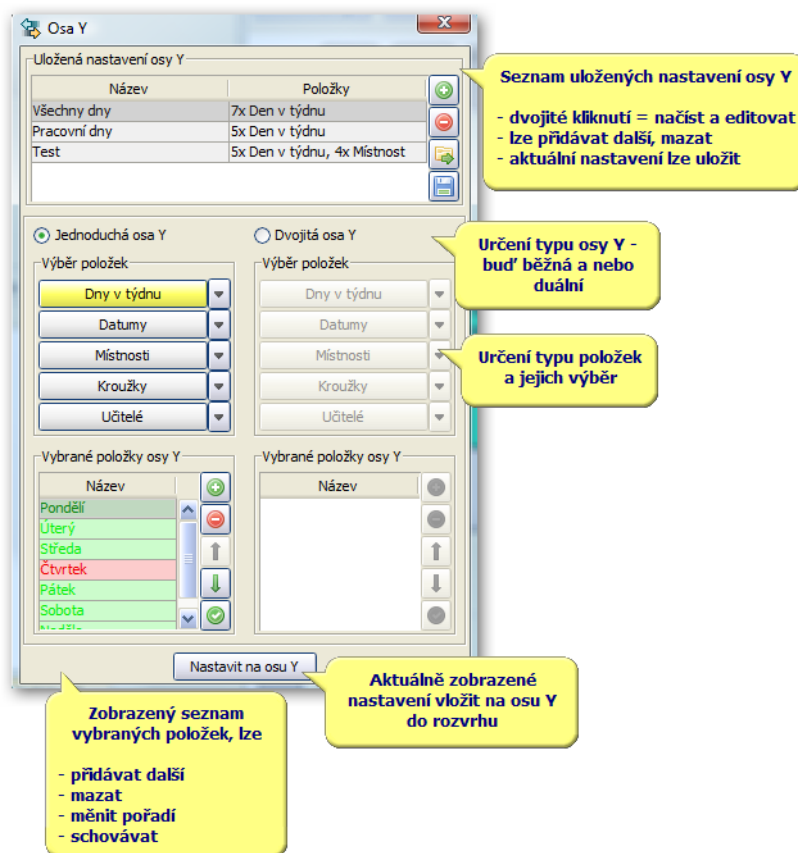 Osa Y
Uložená nastavení osy Y
Název Položky
Všechny dny 7x Den v týdnu
Pracovní dny 5x Den v týdnu
Test 5x Den v týdnu, 4x Místnost
Seznam uložených nastavení osy Y
- dvojité kliknutí = načíst a editovat
- lze přidávat další, mazat
- aktuální nastavení lze uložit
Jednoduchá osa Y
Dvojitá osa Y
Určení typu osy Y -
buď běžná a nebo
duální
Výběr položek
Dny v týdnu
Datumy
Místnosti
Kroužky
Učitelé
Výběr položek
Dny v týdnu
Datumy
Místnosti
Kroužky
Učitelé
Určení typu položek
a jejich výběr
Vybrané položky osy Y
Název
Pondělí
Úterý
Středa
Čtvrtek
Pátek
Sobota
Neděle
Vybrané položky osy Y
Název
Nastavit na osu Y
Aktuálně zobrazené
nastavení vložit na osu Y
do rozvrhu
Zobrazený seznam
vybraných položek, lze
- přidávat další
- mazat
- měnit pořadí
- schovávat